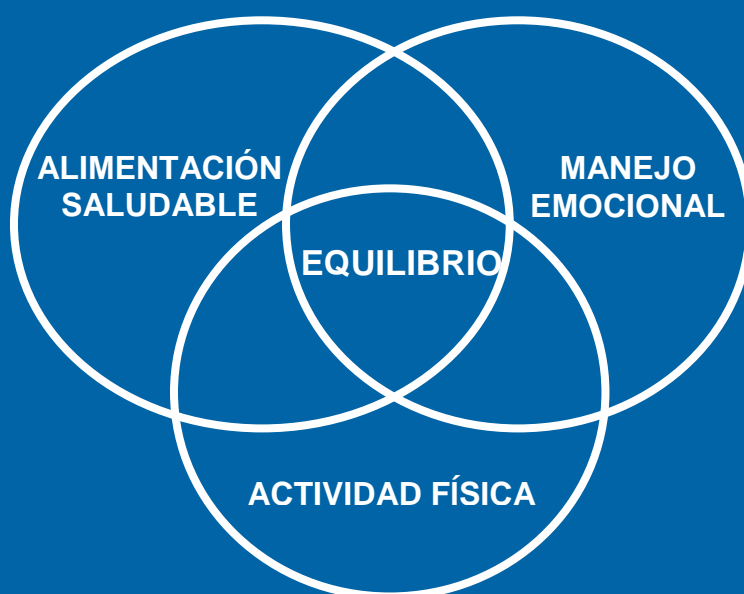 ALIMENTACIÓN
SALUDABLE
MANEJO
EMOCIONAL
EQUILIBRIO
ACTIVIDAD FÍSICA